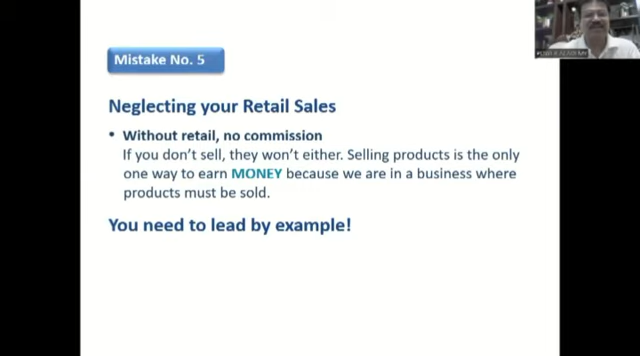 Mistake No. 5
Neglecting your Retail Sales
• Without retail, no commission
If you don't sell, they won't either. Selling products is the only
one way to earn MONEY because we are in a business where
products must be sold.
You need to lead by example!